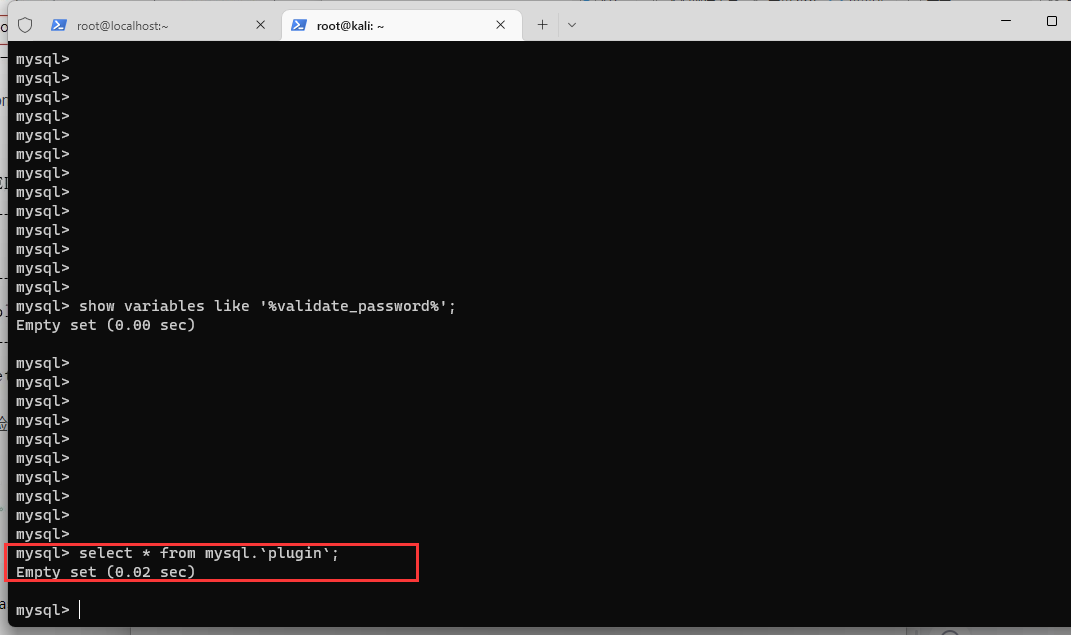 root@localhost:~
root@kali: ~
mysql>
mysql>
mysql>
mysql>
mysql>
mysql>
mysql>
mysql>
mysql>
mysql>
mysql>
mysql>
mysql>
mysql> show variables like '%validate_password%';
Empty set (0.00 sec)
mysql>
mysql>
mysql>
mysql>
mysql>
mysql>
mysql>
mysql>
mysql>
mysql>
mysql> select * from mysql.`plugin`;
Empty set (0.02 sec)
mysql>